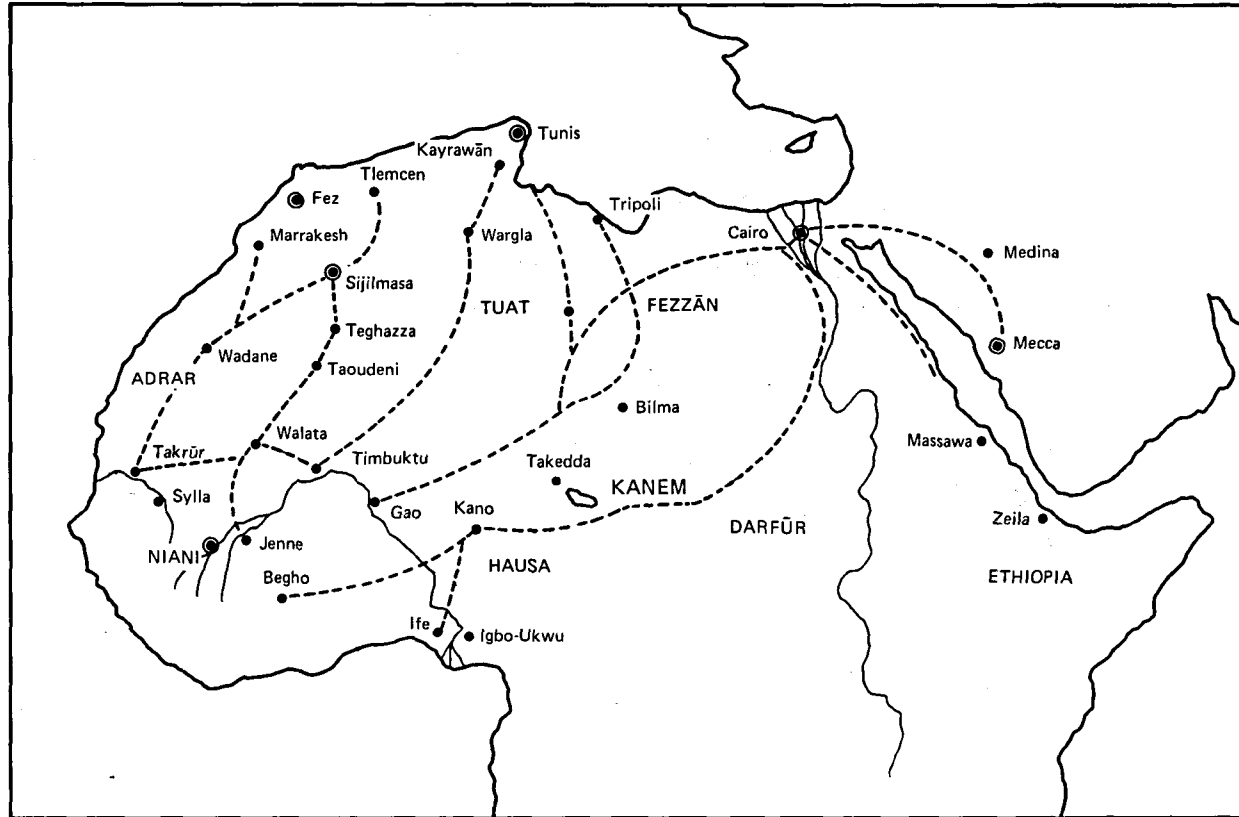 Tunis
Kayrawān
Tlemcen
Fez
Tripoli
Marrakesh
Wargla
Cairo
Medina
Sijilmasa
TUAT
FEZZĀN
Teghazza
Mecca
Wadane
Taoudeni
ADRAR
Bilma
Walata
Massawa
Takrūr
Timbuktu
Takedda
KANEM
Sylla
Gao
Kano
Zeila
DARFŪR
NIANI
Jenne
HAUSA
Begho
ETHIOPIA
Ife
Igbo-Ukwu